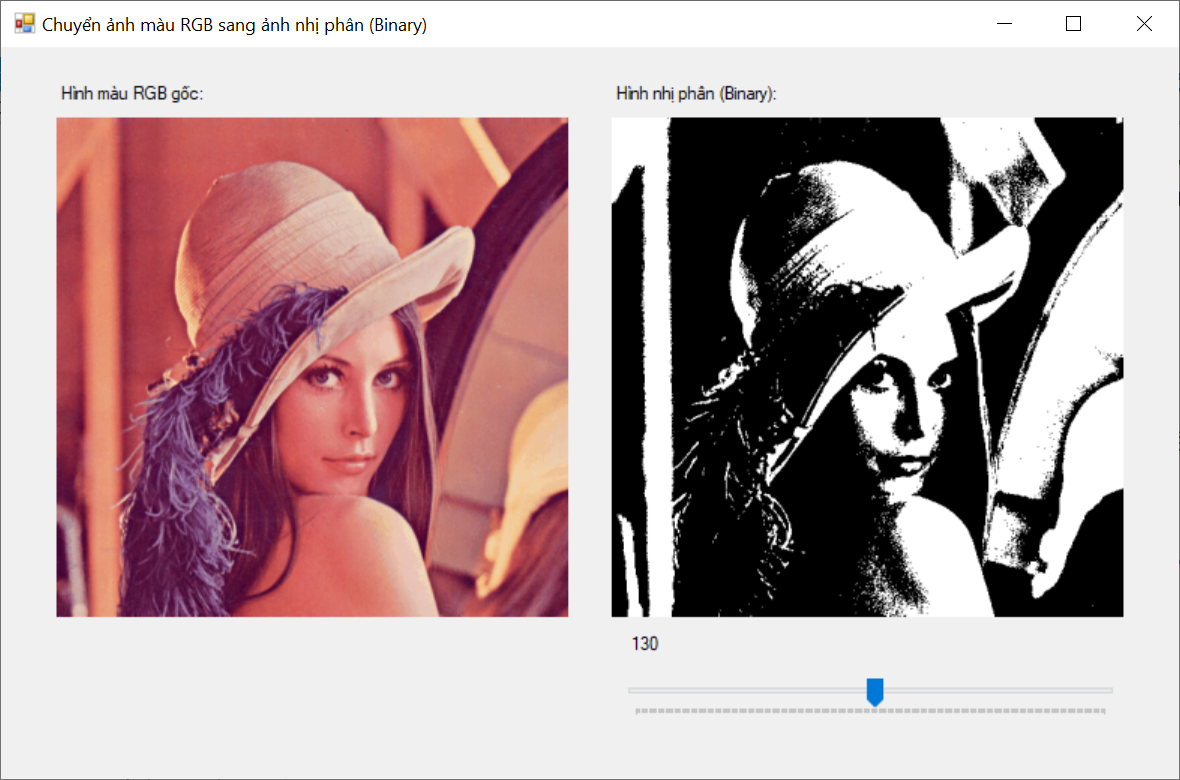 Chuyển ảnh màu RGB sang ảnh nhị phân (Binary)
Hình màu RGB gốc:
Hình nhị phân (Binary):
130